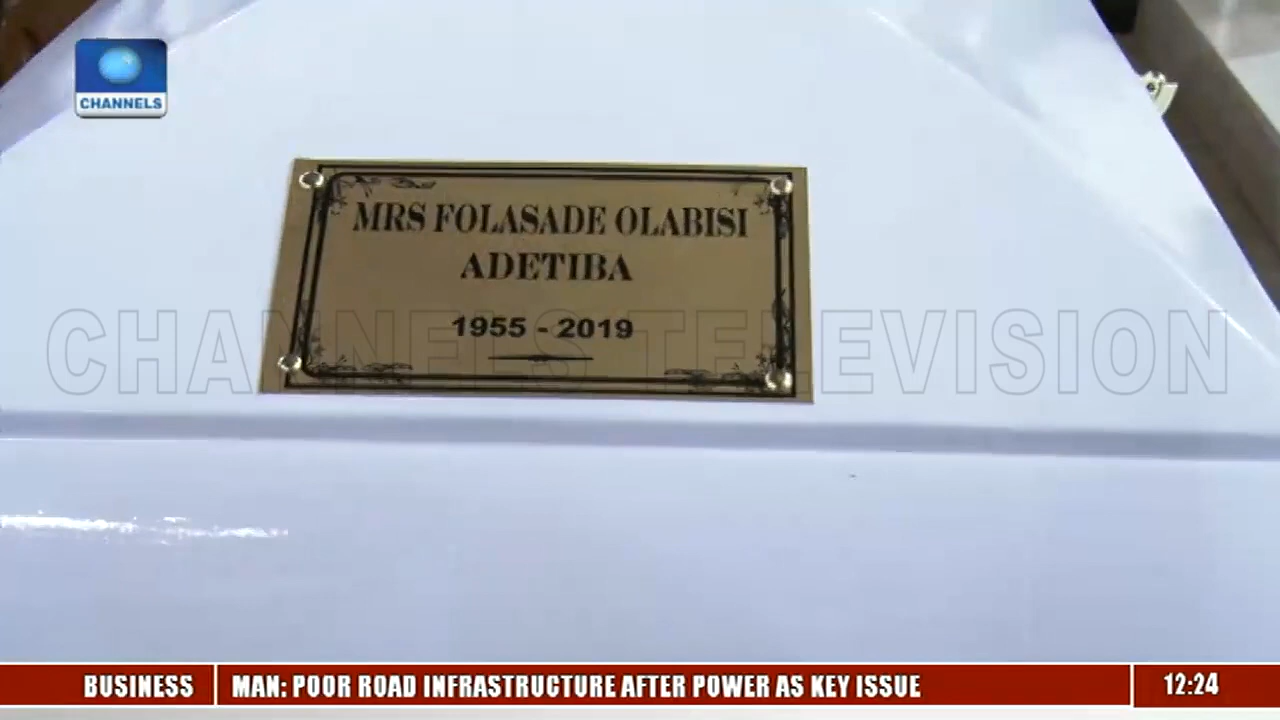 CHANNELS
MRS FOLASADE OLABISI
ADETIBA
1955 - 2019
CHANNELS TELEVISION
BUSINESS
MAN: POOR ROAD INFRASTRUCTURE AFTER POWER AS KEY ISSUE
12:24